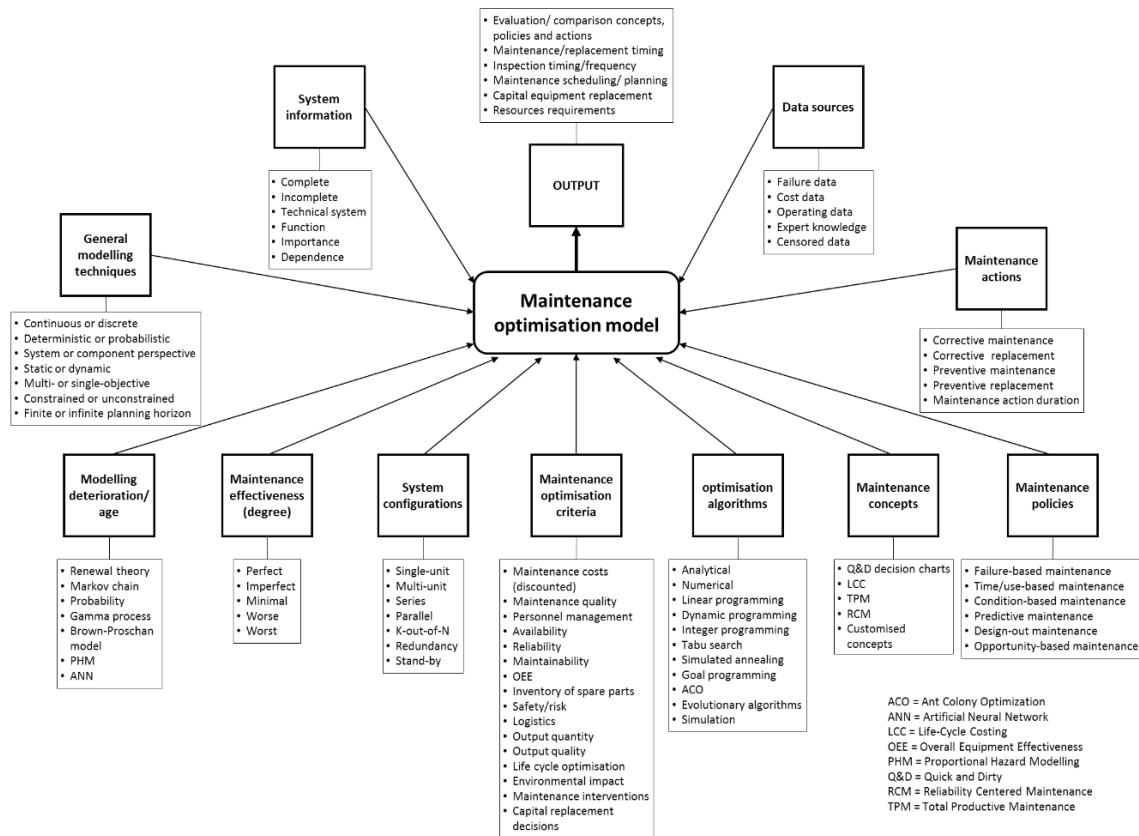 • Evaluation/ comparison concepts,
policies and actions
• Maintenance/replacement timing
• Inspection timing/frequency
• Maintenance scheduling/ planning
• Capital equipment replacement
• Resources requirements
OUTPUT
System
information
• Complete
• Incomplete
• Technical system
• Function
• Importance
• Dependence
Data sources
• Failure data
• Cost data
• Operating data
• Expert knowledge
• Censored data
General
modelling
techniques
• Continuous or discrete
• Deterministic or probabilistic
• System or component perspective
• Static or dynamic
• Multi- or single-objective
• Constrained or unconstrained
• Finite or infinite planning horizon
Maintenance
optimisation model
Maintenance
actions
• Corrective maintenance
• Corrective replacement
• Preventive maintenance
• Preventive replacement
• Maintenance action duration
Modelling
deterioration/
age
• Renewal theory
• Markov chain
• Probability
• Gamma process
• Brown-Proschan
model
• PHM
• ANN
Maintenance
effectiveness
(degree)
• Perfect
• Imperfect
• Minimal
• Worse
• Worst
System
configurations
• Single-unit
• Multi-unit
• Series
• Parallel
• K-out-of-N
• Redundancy
• Stand-by
Maintenance
optimisation
criteria
• Maintenance costs
(discounted)
• Maintenance quality
• Personnel management
• Availability
• Reliability
• Maintainability
• OEE
• Inventory of spare parts
• Safety/risk
• Logistics
• Output quantity
• Output quality
• Life cycle optimisation
• Environmental impact
• Maintenance interventions
• Capital replacement
decisions
optimisation
algorithms
• Analytical
• Numerical
• Linear programming
• Dynamic programming
• Integer programming
• Tabu search
• Simulated annealing
• Goal programming
• ACO
• Evolutionary algorithms
• Simulation
Maintenance
concepts
• Q&D decision charts
• LCC
• TPM
• RCM
• Customised
concepts
Maintenance
policies
• Failure-based maintenance
• Time/use-based maintenance
• Condition-based maintenance
• Predictive maintenance
• Design-out maintenance
• Opportunity-based maintenance
ACO = Ant Colony Optimization
ANN = Artificial Neural Network
LCC = Life-Cycle Costing
OEE = Overall Equipment Effectiveness
PHM = Proportional Hazard Modelling
Q&D = Quick and Dirty
RCM = Reliability Centered Maintenance
TPM = Total Productive Maintenance